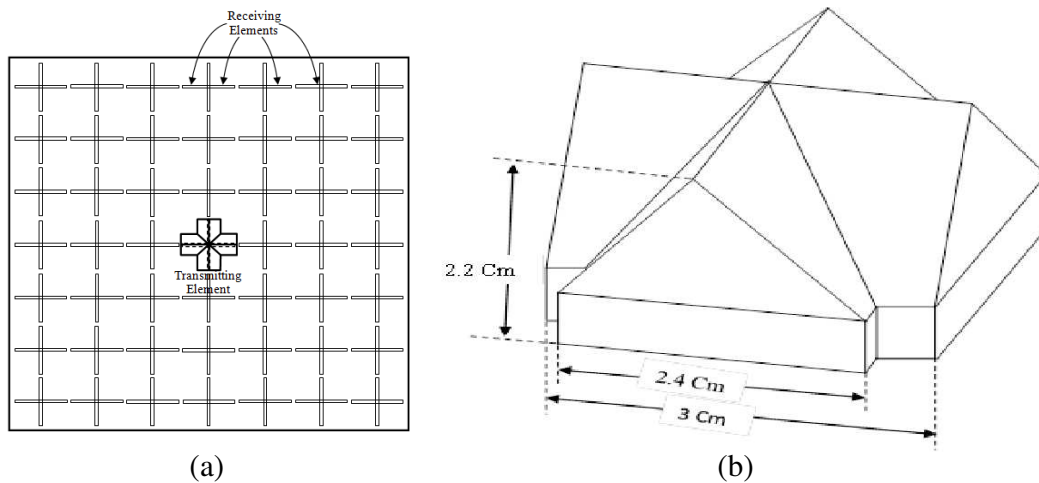 Receiving
Elements
Transmitting
Element
(a)
2.2 Cm
2.4 Cm
3 Cm
(b)